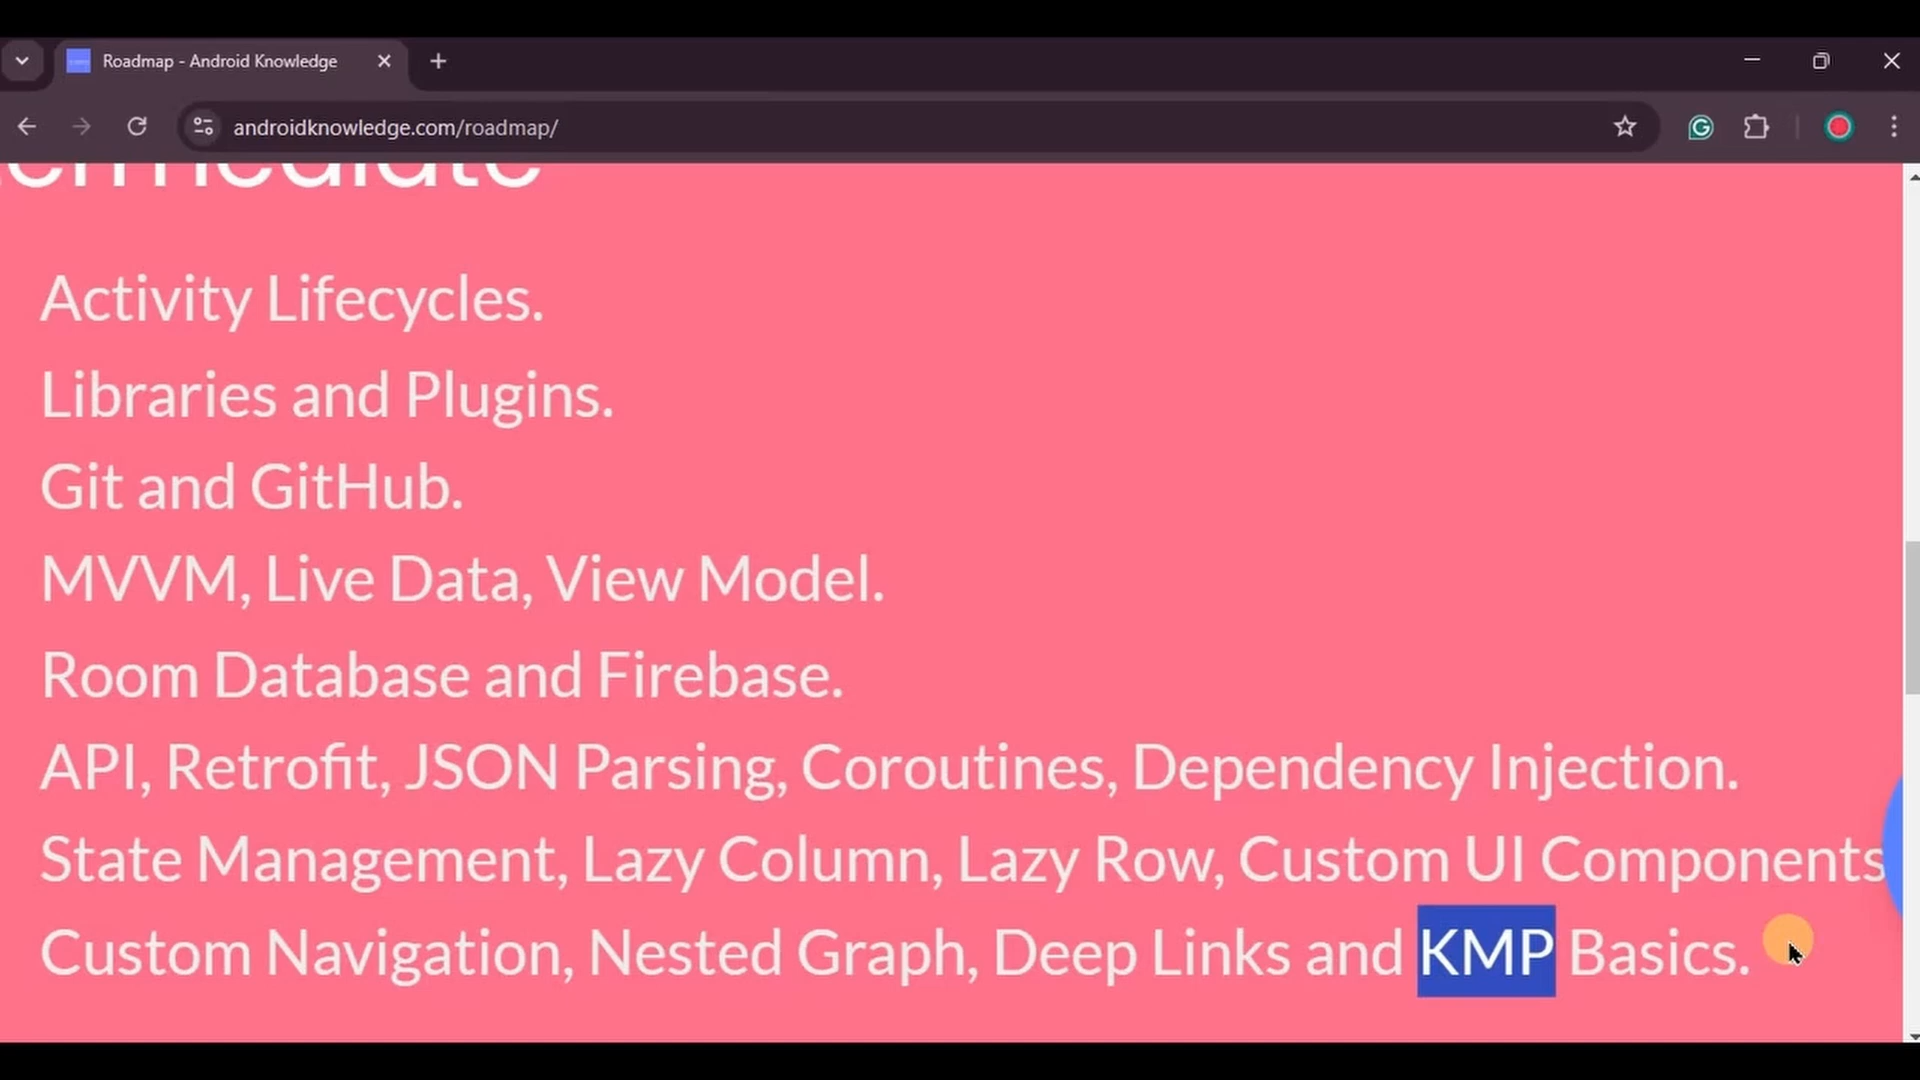 Roadmap - Android Knowledge
androidknowledge.com/roadmap/
Activity Lifecycles.
Libraries and Plugins.
Git and GitHub.
MVVM, Live Data, View Model.
Room Database and Firebase.
API, Retrofit, JSON Parsing, Coroutines, Dependency Injection.
State Management, Lazy Column, Lazy Row, Custom UI Components
Custom Navigation, Nested Graph, Deep Links and KMP Basics.